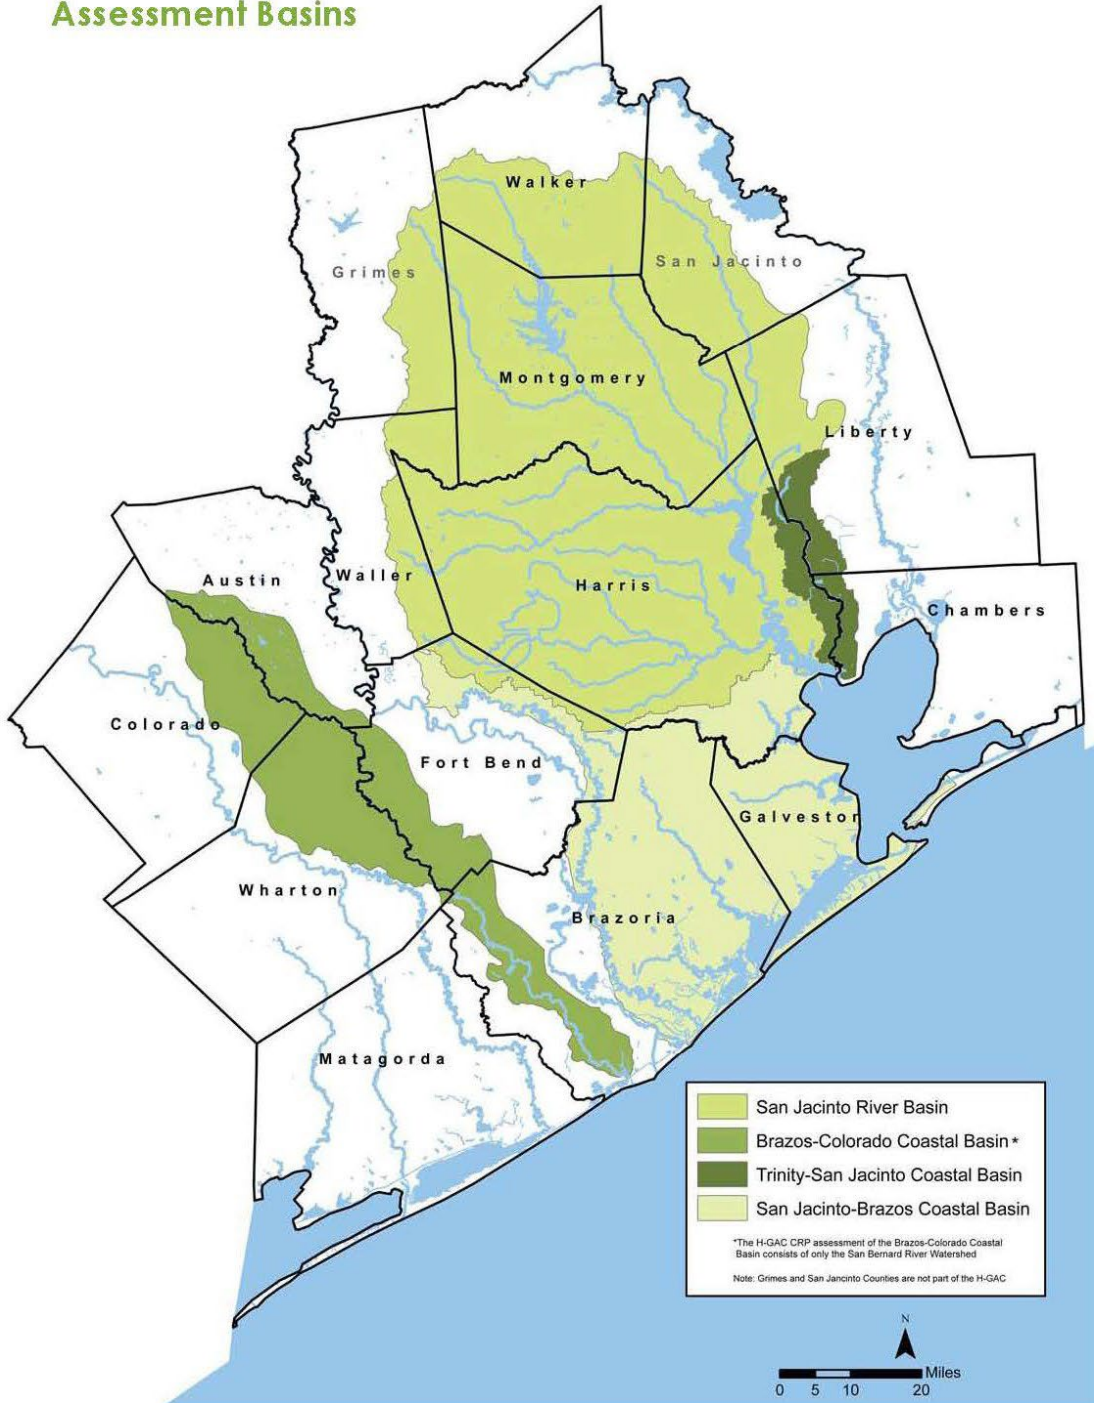 Assessment Basins
Walker
Grimes
San Jacinto
Montgomery
Liberty
Austin
Waller
Harris
Chambers
Colorado
Fort Bend
Galveston
Wharton
Brazoria
Matagorda
San Jacinto River Basin
Brazos-Colorado Coastal Basin*
Trinity-San Jacinto Coastal Basin
San Jacinto-Brazos Coastal Basin
*The H-GAC CRP assessment of the Brazos-Colorado Coastal
Basin consists of only the San Bernard River Watershed
Note: Grimes and San Jancinto Counties are not part of the H-GAC
N
Miles
0 5 10 20